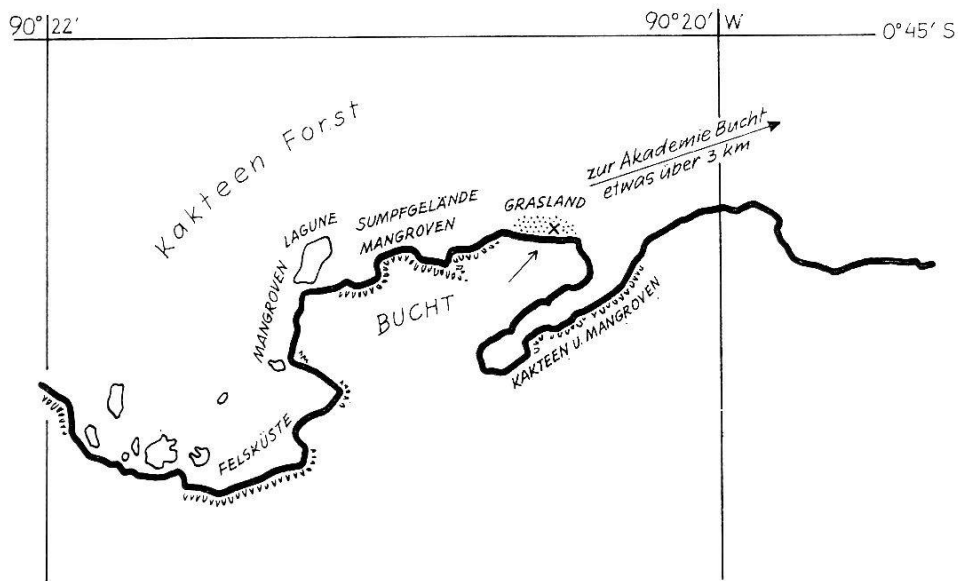 90°22'
90°20' W
0°45' S
Kakteen Forst
zur Akademie Bucht
etwas über 3 km
GRASLAND
SUMPFGELÄNDE
MANGROVEN
LAGUNE
MANGROVEN
BUCHT
KAKTEEN U. MANGROVEN
FELSKÜSTE